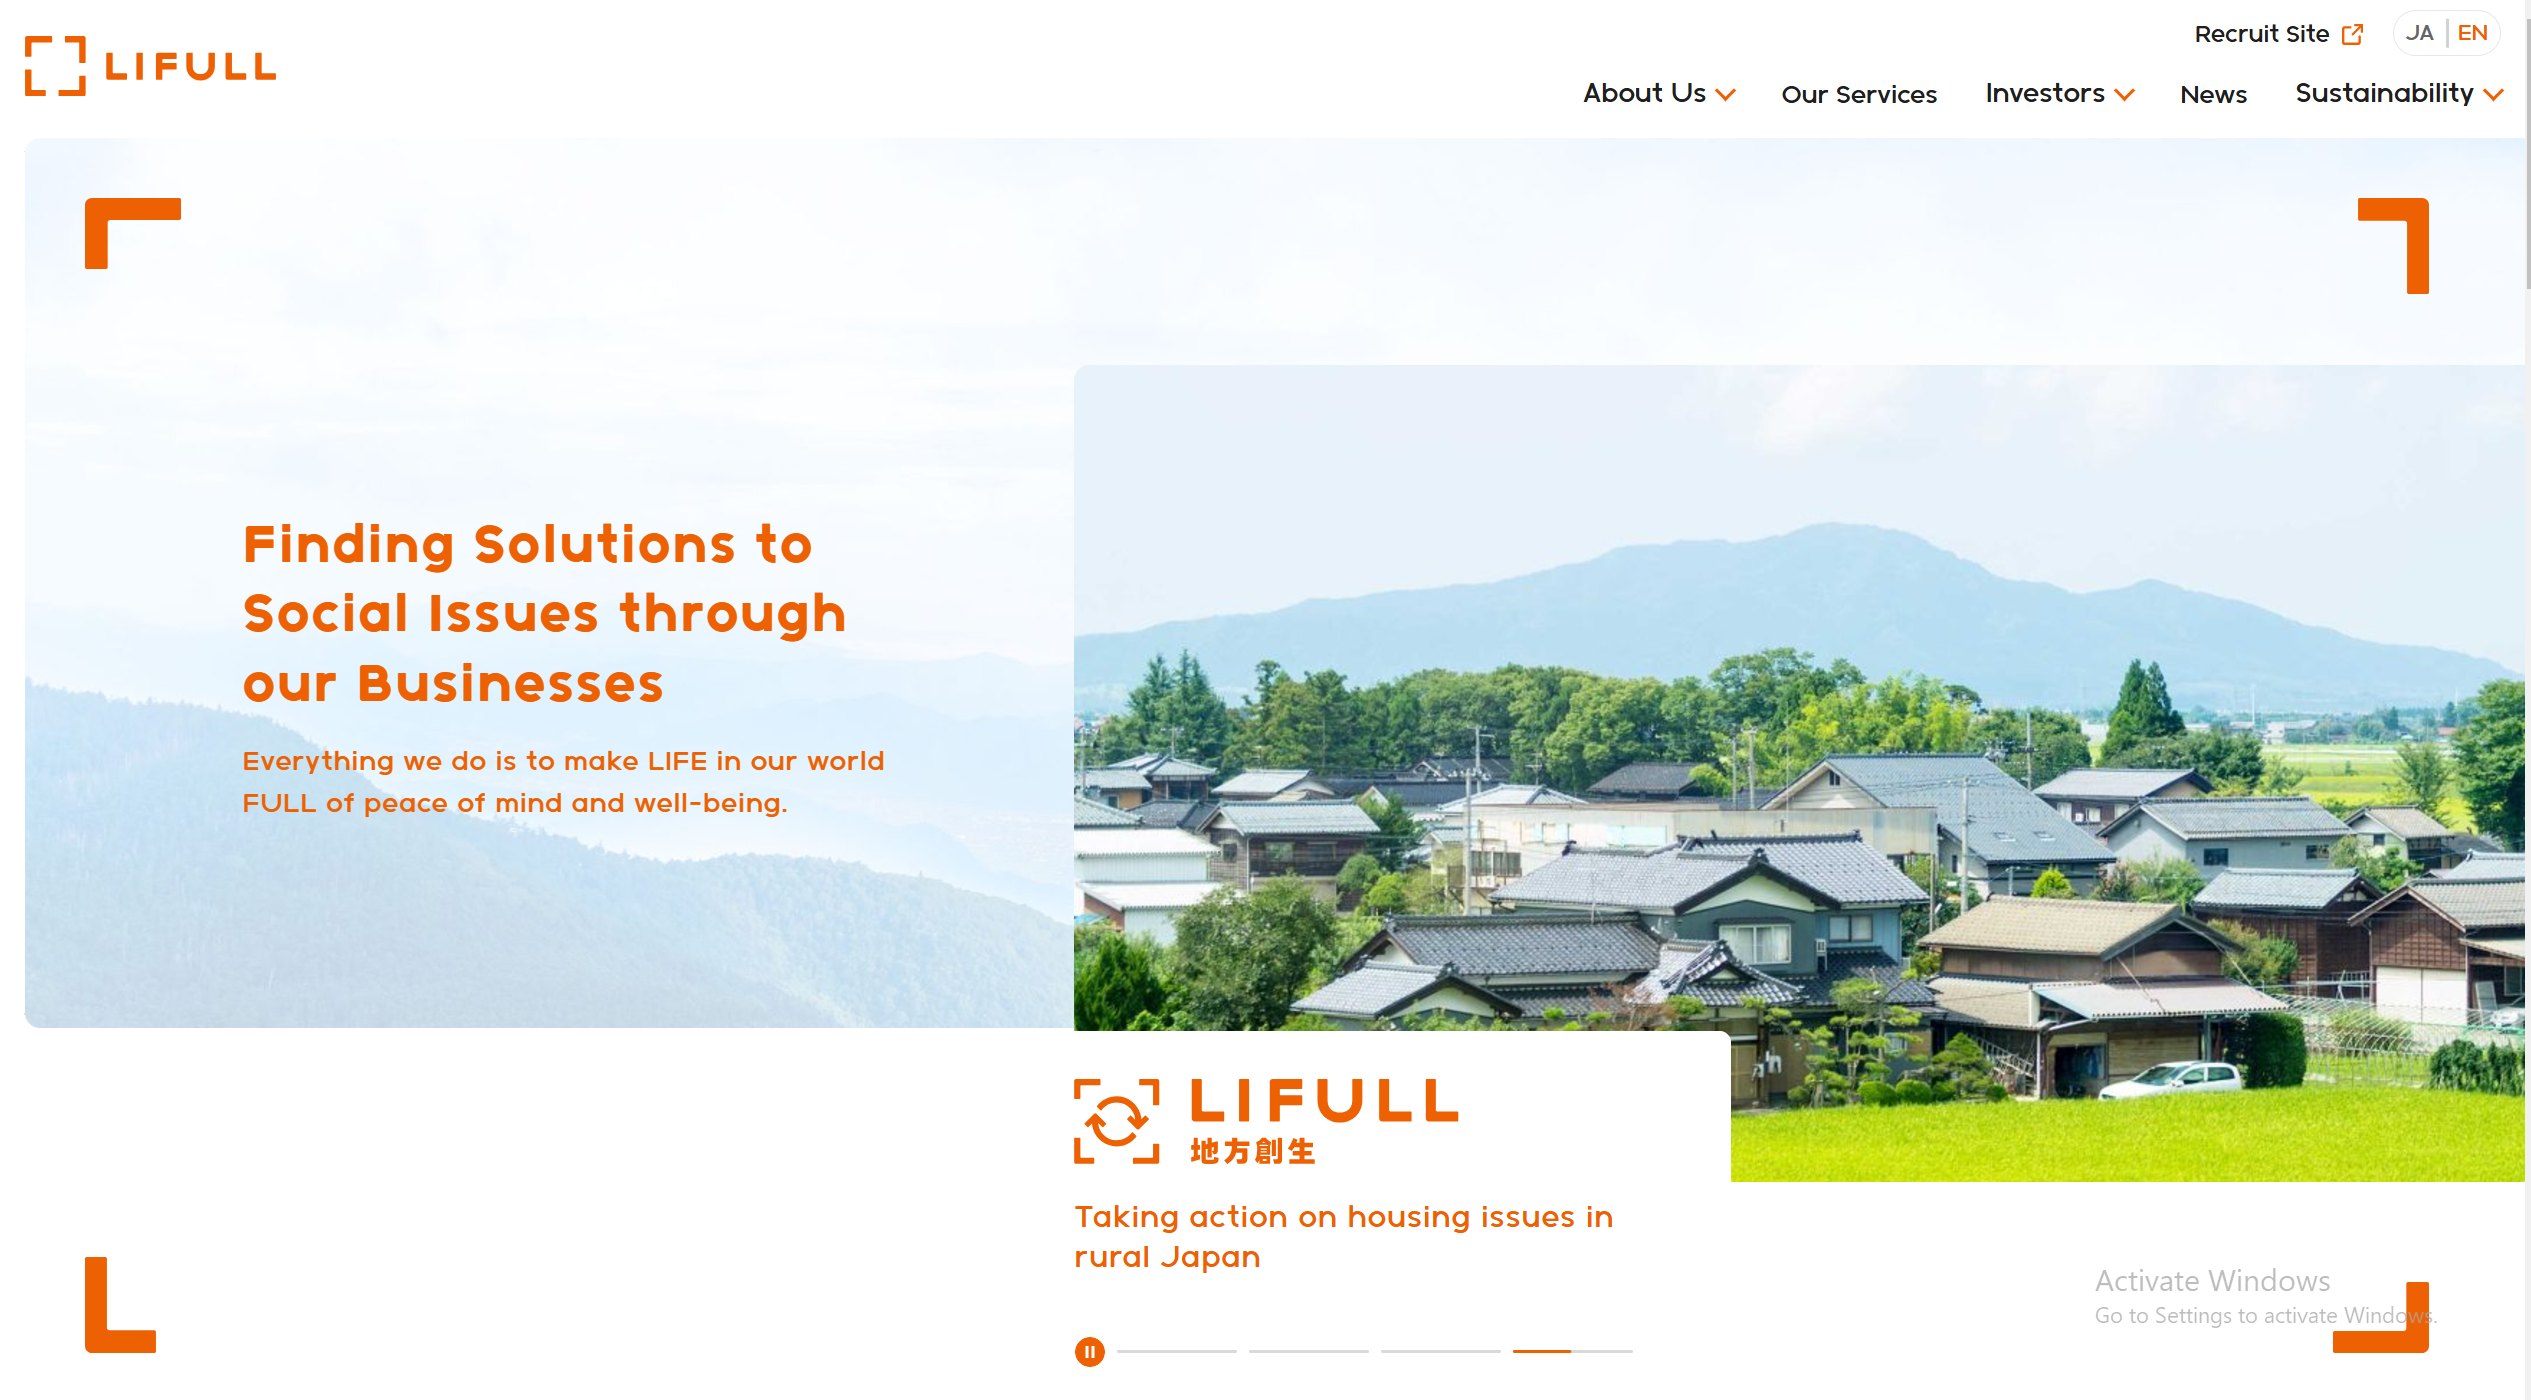 LIFULL
Recruit Site
JA | EN
About Us
Our Services
Investors
News
Sustainability
Finding Solutions to
Social Issues through
our Businesses
Everything we do is to make LIFE in our world
FULL of peace of mind and well-being.
LIFULL
地方創生
Taking action on housing issues in
rural Japan
Activate Windows
Go to Settings to activate Windows.